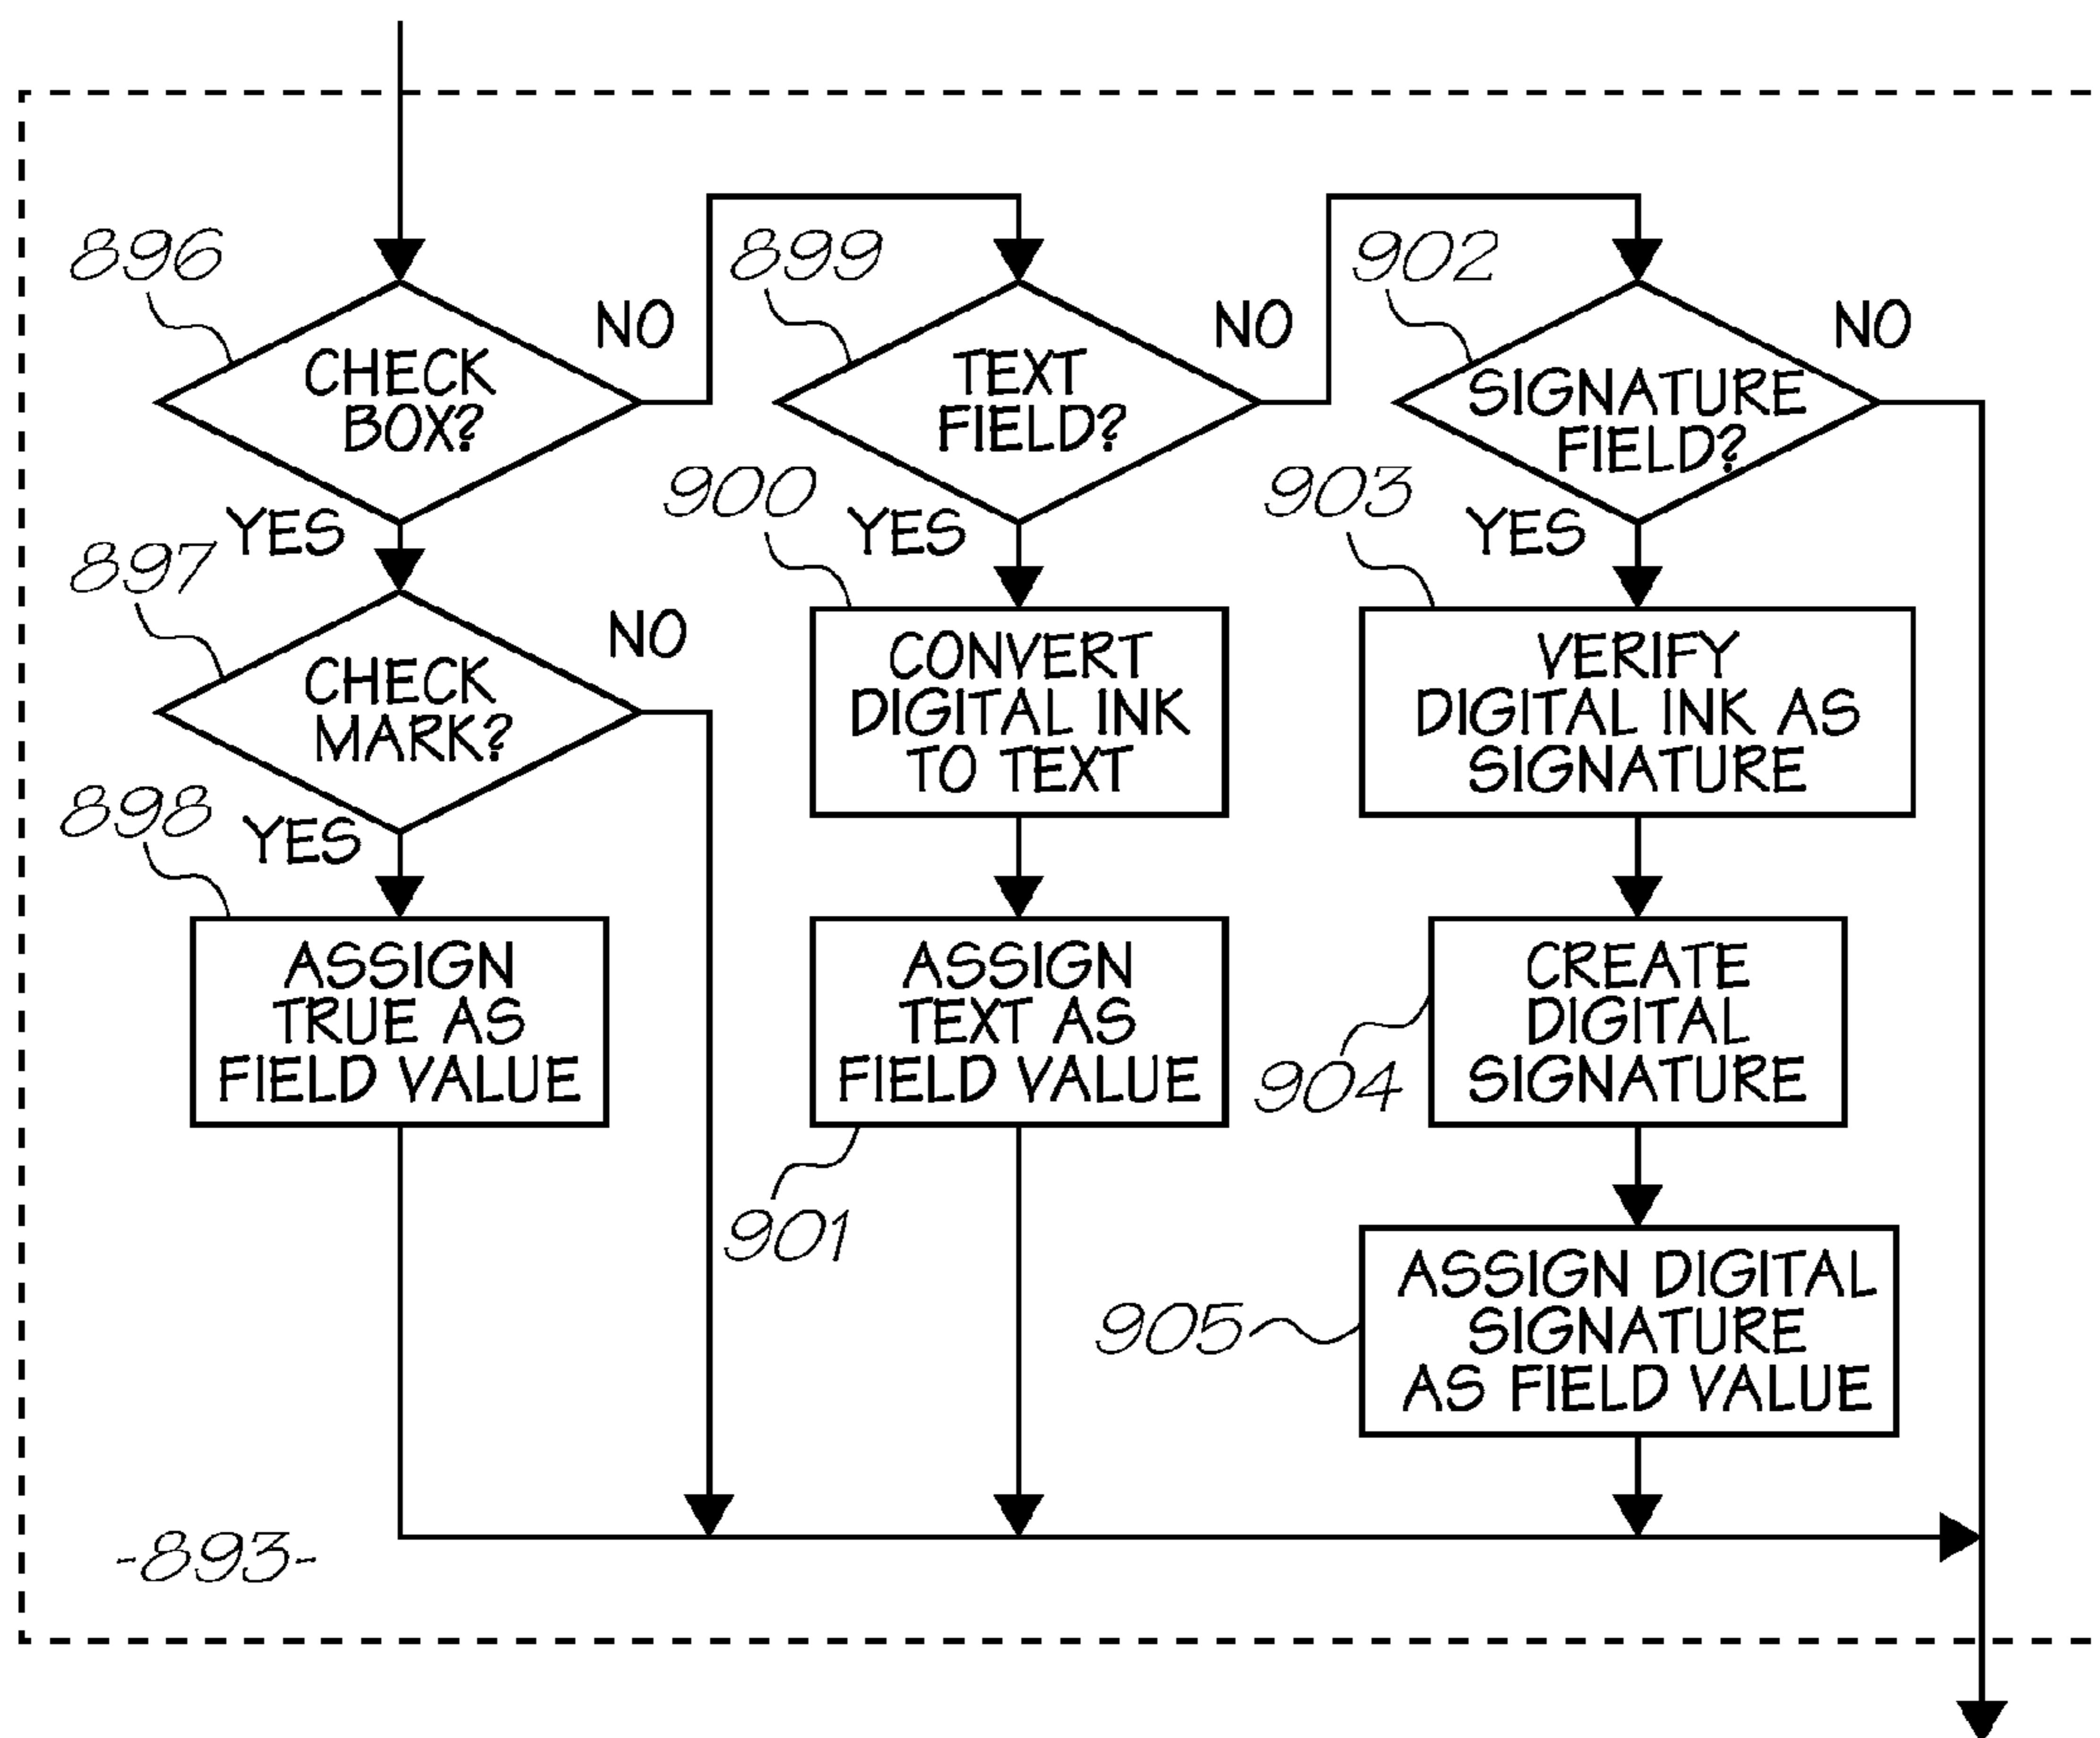 896
CHECK
BOX?
NO
YES
899
TEXT
FIELD?
NO
YES
902
SIGNATURE
FIELD?
NO
YES
897
CHECK
MARK?
NO
YES
898
ASSIGN
TRUE AS
FIELD VALUE
900
CONVERT
DIGITAL INK
TO TEXT
ASSIGN
TEXT AS
FIELD VALUE
901
903
VERIFY
DIGITAL INK AS
SIGNATURE
CREATE
DIGITAL
SIGNATURE
904
ASSIGN DIGITAL
SIGNATURE
AS FIELD VALUE
905
-893-